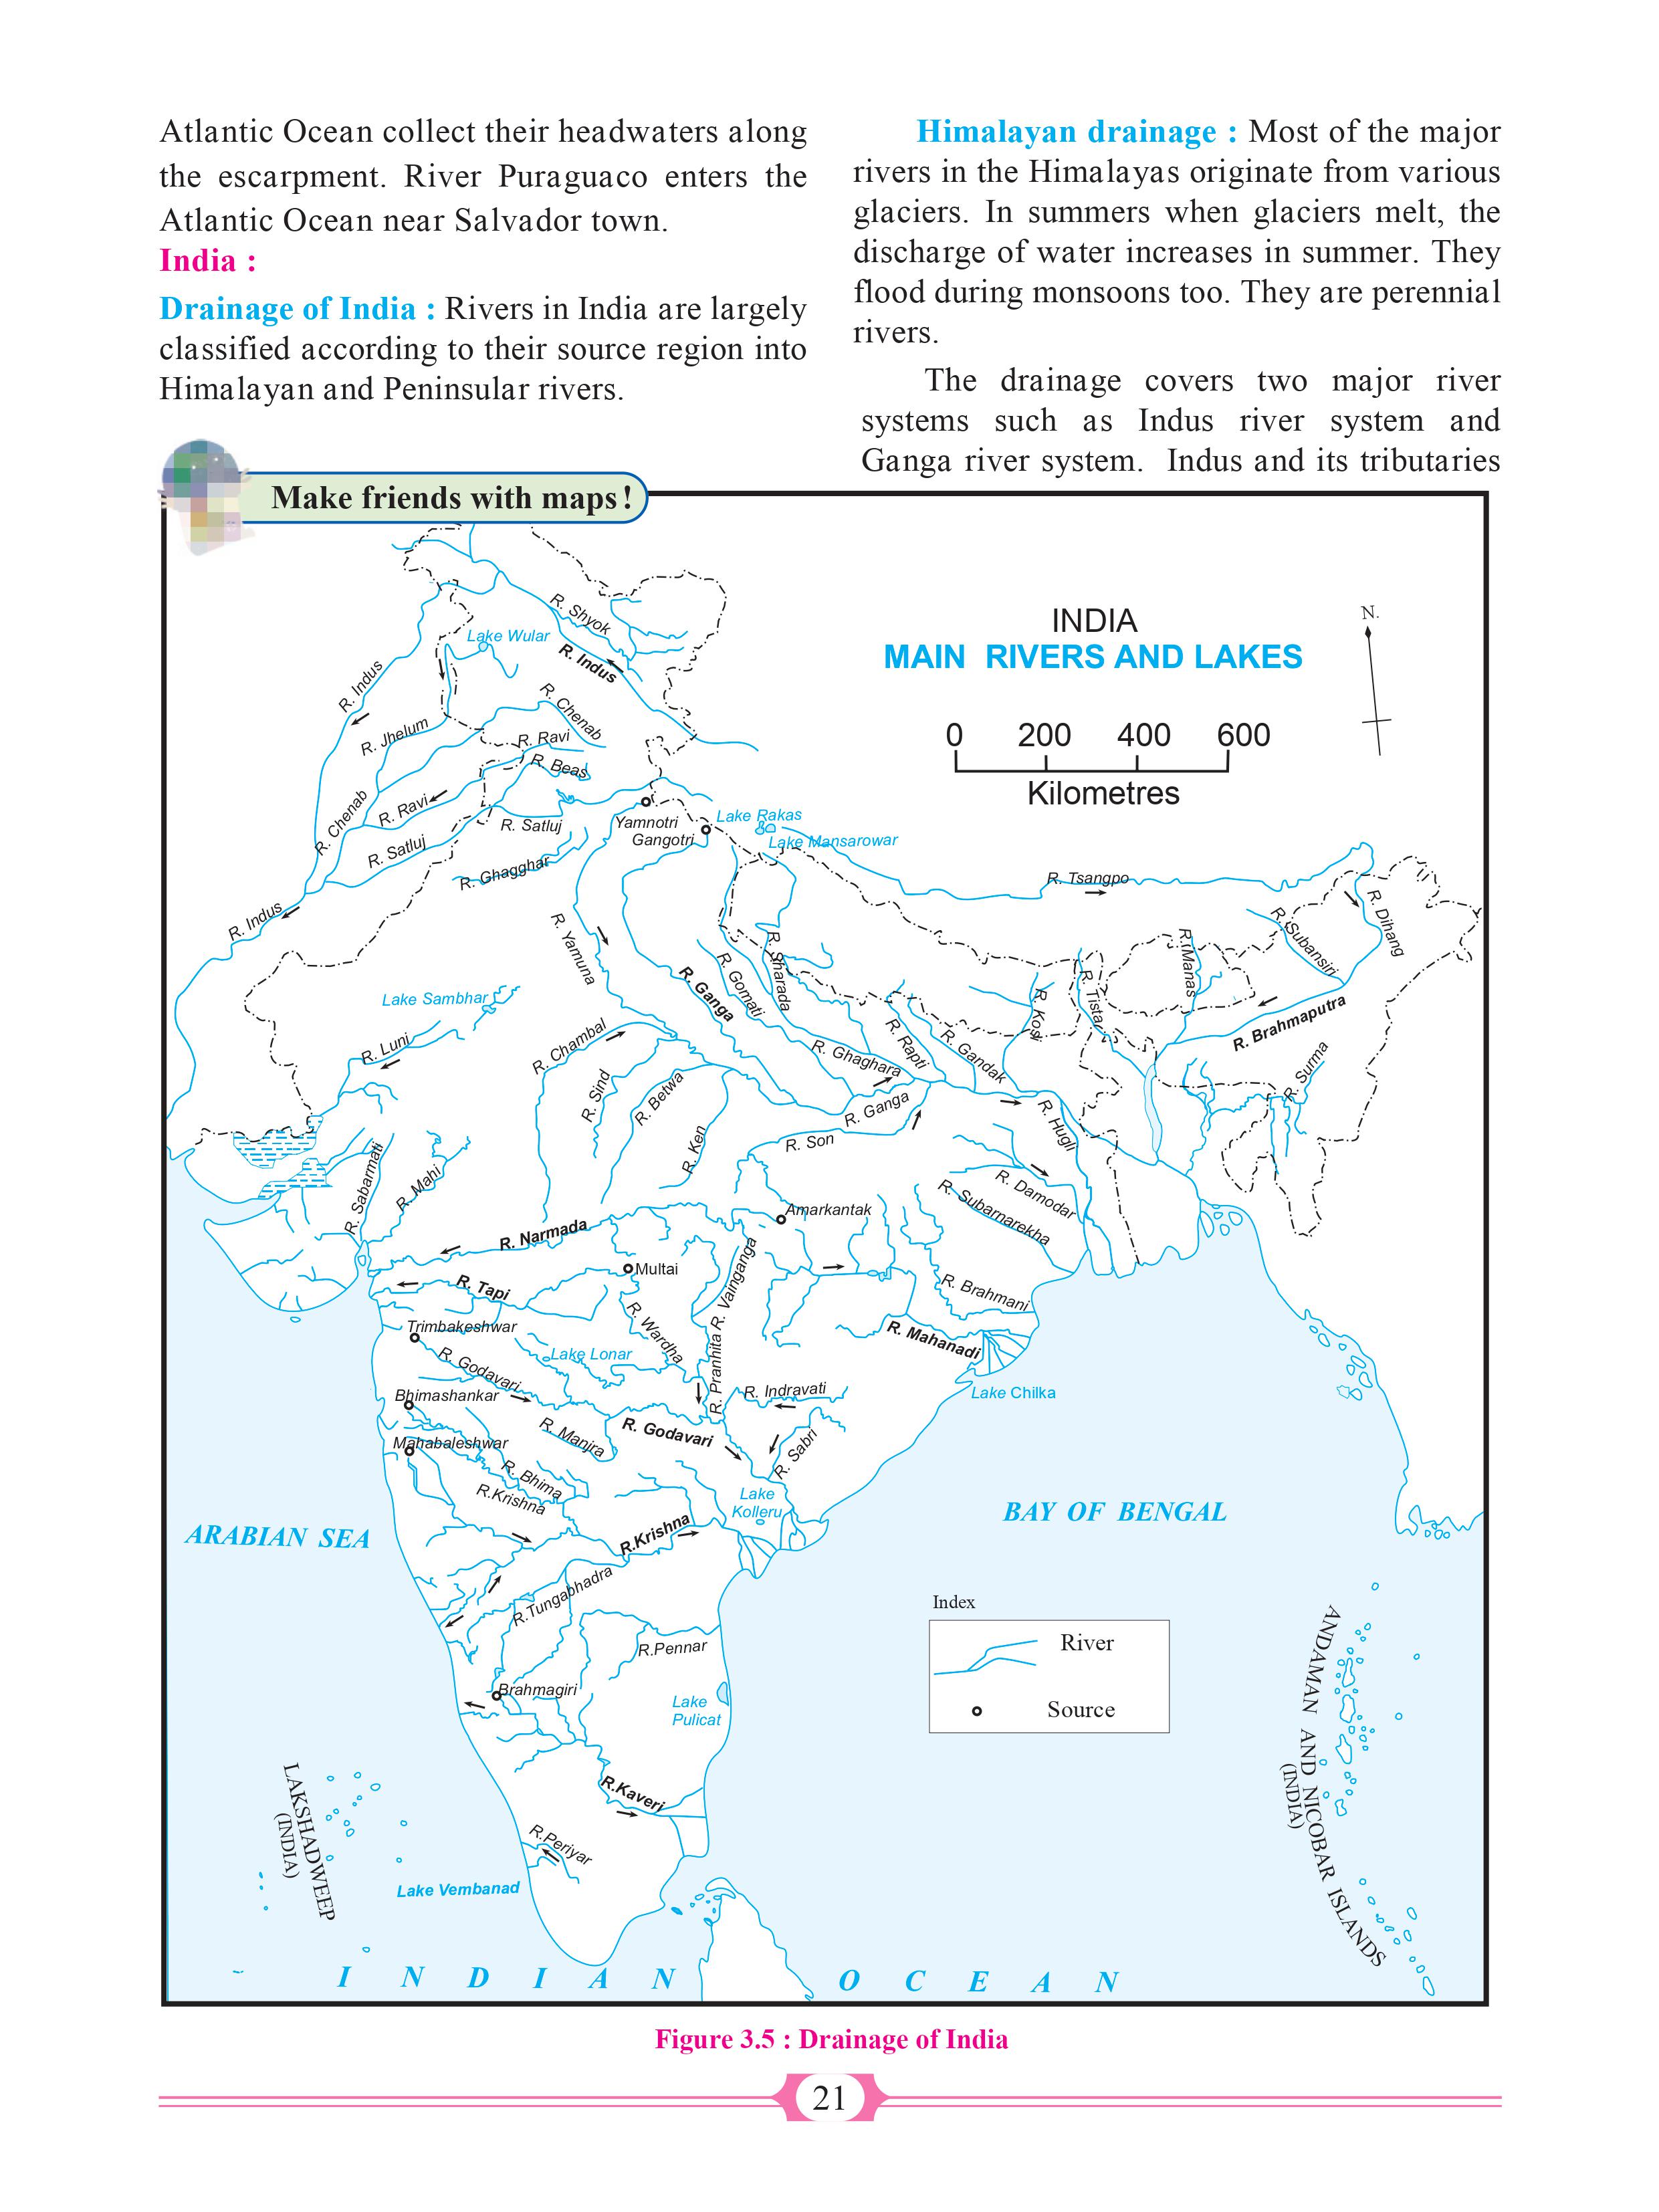 Atlantic Ocean collect their headwaters along
the escarpment. River Puraguaco enters the
Atlantic Ocean near Salvador town.
India :
Drainage of India : Rivers in India are largely
classified according to their source region into
Himalayan and Peninsular rivers.
Himalayan drainage : Most of the major
rivers in the Himalayas originate from various
glaciers. In summers when glaciers melt, the
discharge of water increases in summer. They
flood during monsoons too. They are perennial
rivers.
The drainage covers two major river
systems such as Indus river system and
Ganga river system. Indus and its tributaries
Make friends with maps!
INDIA
MAIN RIVERS AND LAKES
N.
0 200 400 600
Kilometres
R. Shyok
Lake Wular
R. Indus
R. Indus
R. Chenab
R. Jhelum
R. Ravi
R. Beas
R. Chenab
R. Ravi
R. Satluj
R. Satluj
Yamnotri
Gangotri
Lake Rakas
Lake Mansarowar
R. Ghagghar
R. Tsangpo
R. Dihang
R. Indus
R. Yamuna
R. Subansiri
R. Manas
R. Sharada
R. Gomati
R. Ganga
Lake Sambhar
R. Kosi
R. Tista
R. Brahmaputra
R. Luni
R. Chambal
R. Ghaghara
R. Rapti
R. Gandak
R. Surma
R. Sind
R. Betwa
R. Ken
R. Ganga
R. Son
R. Hugli
R. Sabarmati
R. Mahi
R. Damodar
R. Subarnarekha
Amarkantak
R. Narmada
Multai
R. Tapi
R. Vainganga
R. Brahmani
Trimbakeshwar
R. Wardha
R. Pranhita
R. Mahanadi
Lake Lonar
R. Godavari
Bhimashankar
R. Indravati
Lake Chilka
R. Manjra
R. Godavari
R. Sabri
Mahabaleshwar
R. Bhima
R.Krishna
Lake
Kolleru
BAY OF BENGAL
ARABIAN SEA
R.Krishna
R.Tungabhadra
R.Pennar
Index
River
Source
Brahmagiri
Lake
Pulicat
ANDAMAN AND NICOBAR ISLANDS
(INDIA)
LAKSHADWEEP
(INDIA)
R.Kaveri
R.Periyar
Lake Vembanad
INDIAN OCEAN
Figure 3.5 : Drainage of India
21